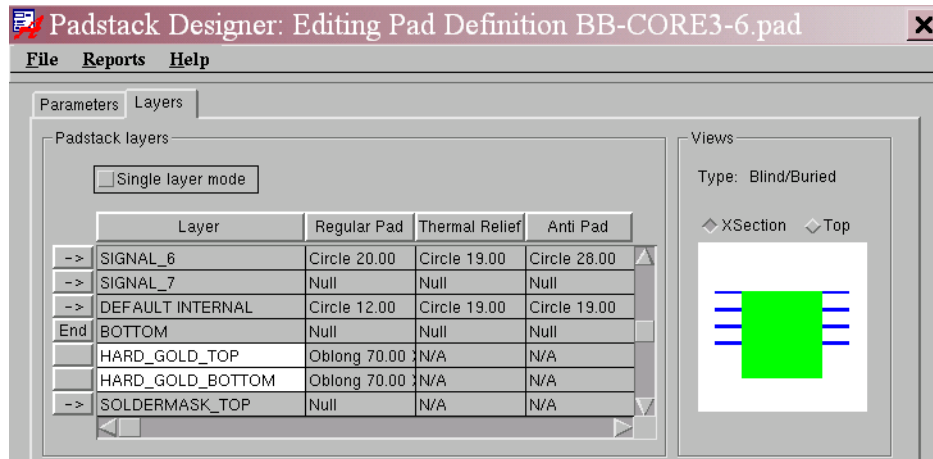 Padstack Designer: Editing Pad Definition BB-CORE3-6.pad
File Reports Help
Parameters Layers
Padstack layers
Single layer mode
Layer Regular Pad Thermal Relief Anti Pad
-> SIGNAL_6 Circle 20.00 Circle 19.00 Circle 28.00
-> SIGNAL_7 Null Null Null
-> DEFAULT INTERNAL Circle 12.00 Circle 19.00 Circle 19.00
End BOTTOM Null Null Null
HARD_GOLD_TOP Oblong 70.00 X N/A N/A
HARD_GOLD_BOTTOM Oblong 70.00 X N/A N/A
-> SOLDERMASK_TOP Null N/A N/A
Views
Type: Blind/Buried
XSection Top